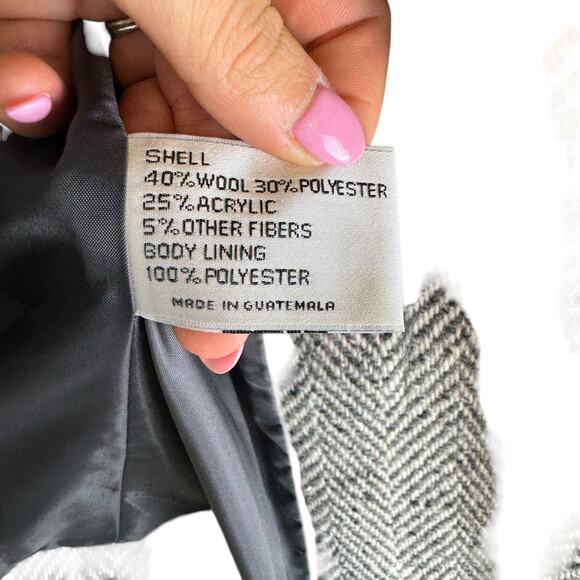 SHELL
40% WOOL 30% POLYESTER
25% ACRYLIC
5% OTHER FIBERS
BODY LINING
100% POLYESTER
MADE IN GUATEMALA